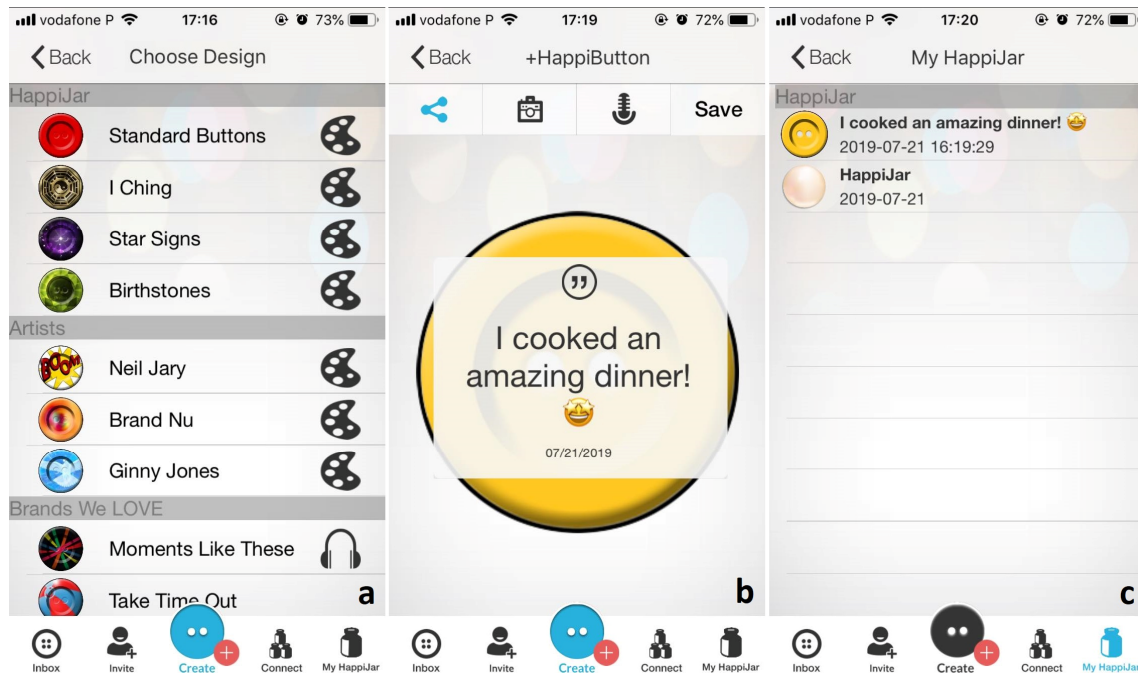 vodafone P 17:16 73%
Back Choose Design
HappiJar
Standard Buttons
I Ching
Star Signs
Birthstones
Artists
BOOM
Neil Jary
Brand Nu
Ginny Jones
Brands We LOVE
Moments Like These
Take Time Out
a
Inbox Invite Create Connect My HappiJar
vodafone P 17:19 72%
Back +HappiButton
Save
I cooked an
amazing dinner!
🤩
07/21/2019
b
Inbox Invite Create Connect My HappiJar
vodafone P 17:20 72%
Back My HappiJar
HappiJar
I cooked an amazing dinner! 🤩
2019-07-21 16:19:29
HappiJar
2019-07-21
c
Inbox Invite Create Connect My HappiJar